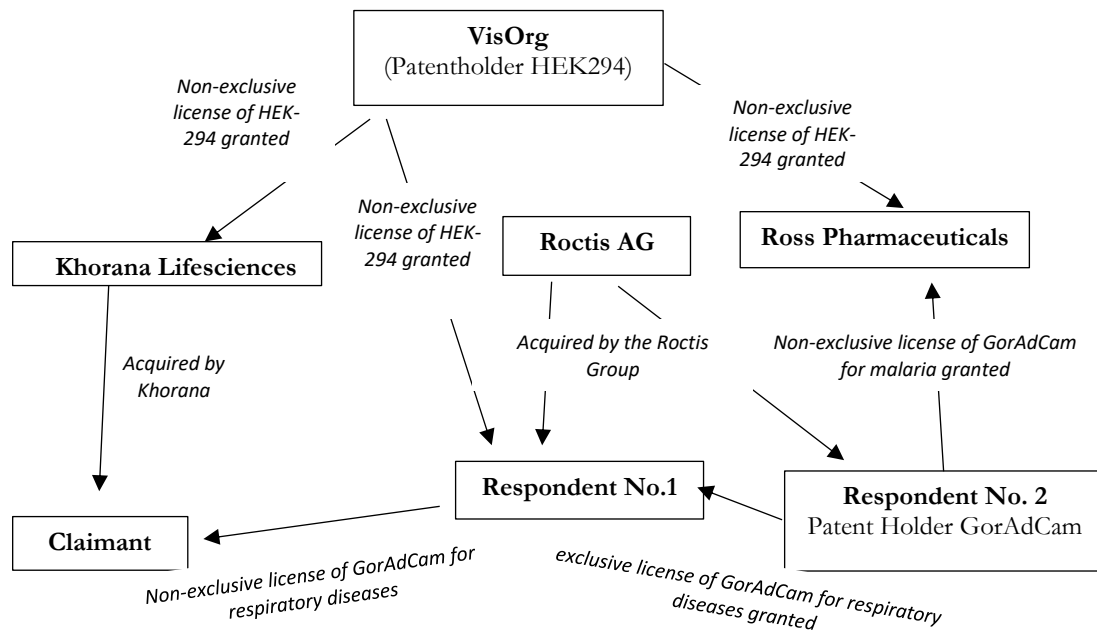 VisOrg
(Patentholder HEK294)
Non-exclusive
license of HEK-
294 granted
Non-exclusive
license of HEK-
294 granted
Non-exclusive
license of HEK-
294 granted
Roctis AG
Ross Pharmaceuticals
Khorana Lifesciences
Acquired by
Khorana
Acquired by the Roctis
Group
Non-exclusive license of GorAdCam
for malaria granted
Respondent No.1
Respondent No. 2
Patent Holder GorAdCam
Claimant
Non-exclusive license of GorAdCam for
respiratory diseases
exclusive license of GorAdCam for respiratory
diseases granted